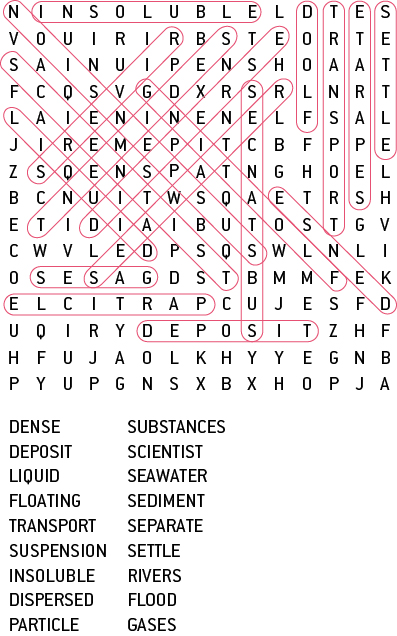 N I N S O L U B L E L D T E S
V O U I R I R B S T E O R T E
S A I N U I P E N S H O A A T
F C Q S V G D X R S R L N R T
L A I E N I N E N E L F S A L
J I R E M E P I T C B F P P E
Z S Q E N S P A T N G H O E L
B C N U I T W S Q A E T R S H
E T I D I A I B U T O S T G V
C W V L E D P S Q S W L N L I
O S E S A G D S T B M M F E K
E L C I T R A P C U J E S F D
U Q I R Y D E P O S I T Z H F
H F U J A O L K H Y Y E G N B
P Y U P G N S X B X H O P J A
DENSE
DEPOSIT
LIQUID
FLOATING
TRANSPORT
SUSPENSION
INSOLUBLE
DISPERSED
PARTICLE
SUBSTANCES
SCIENTIST
SEAWATER
SEDIMENT
SEPARATE
SETTLE
RIVERS
FLOOD
GASES